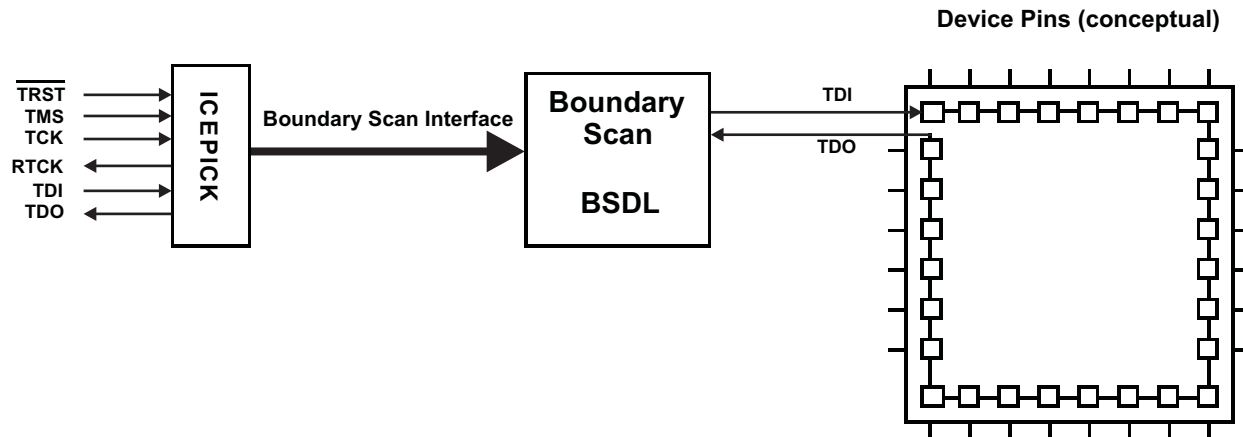 Device Pins (conceptual)
TRST
TMS
TCK
RTCK
TDI
TDO
ICEPICK
Boundary Scan Interface
Boundary
Scan
BSDL
TDI
TDO